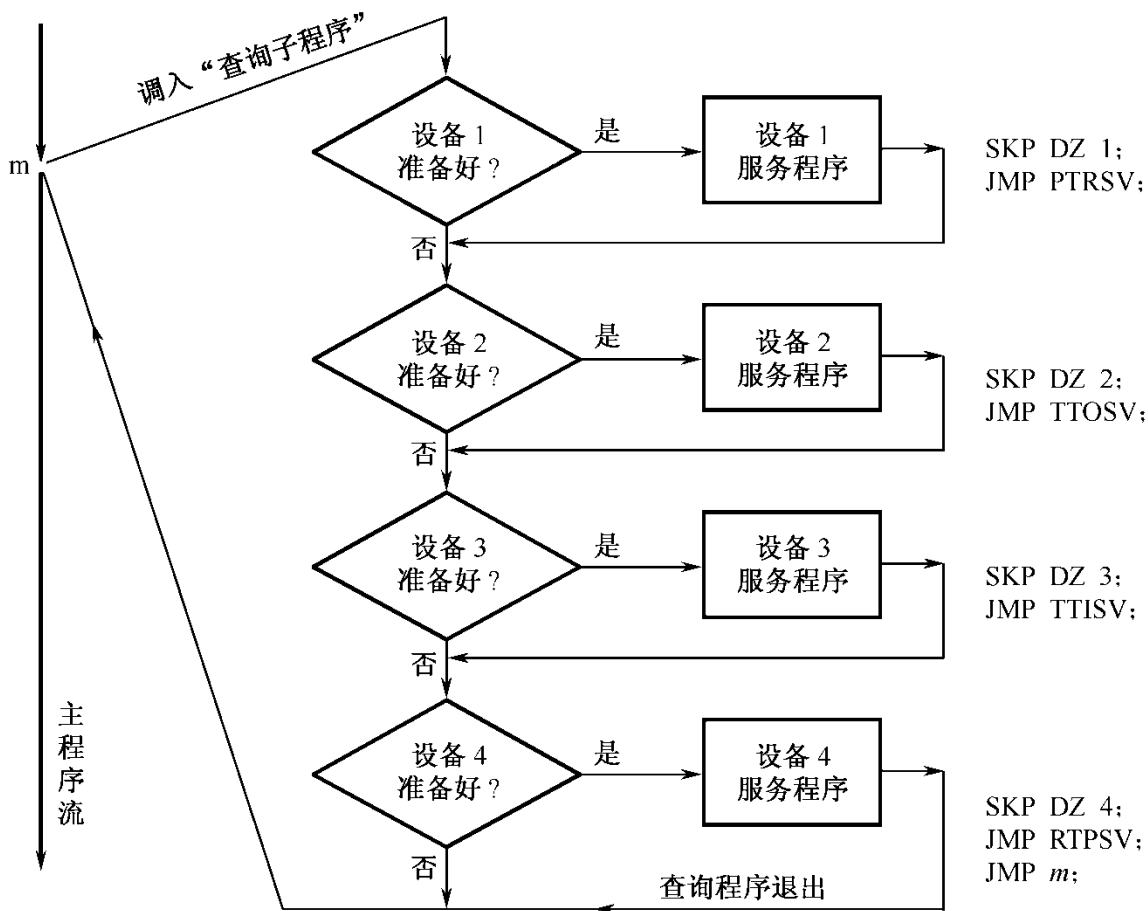 调入“查询子程序”
m
设备 1
准备好?
是
设备 1
服务程序
SKP DZ 1;
JMP PTRSV;
否
设备 2
准备好?
是
设备 2
服务程序
SKP DZ 2;
JMP TTOSV;
否
设备 3
准备好?
是
设备 3
服务程序
SKP DZ 3;
JMP TTISV;
否
主程序流
设备 4
准备好?
是
设备 4
服务程序
SKP DZ 4;
JMP RTPSV;
JMP m;
否
查询程序退出